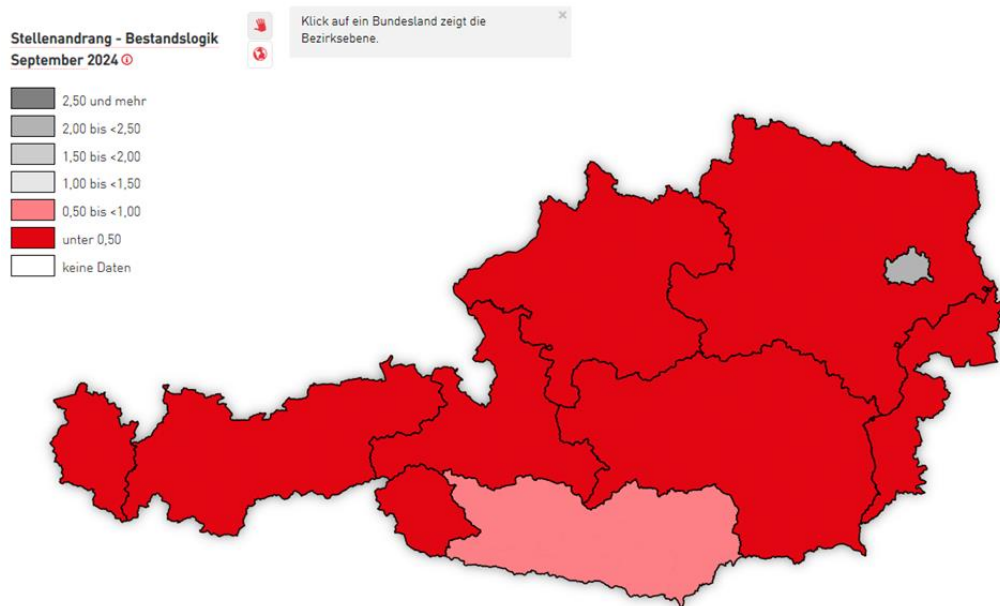 Stellenandrang - Bestandslogik
September 2024
2,50 und mehr
2,00 bis <2,50
1,50 bis <2,00
1,00 bis <1,50
0,50 bis <1,00
unter 0,50
keine Daten
Klick auf ein Bundesland zeigt die
Bezirksebene.